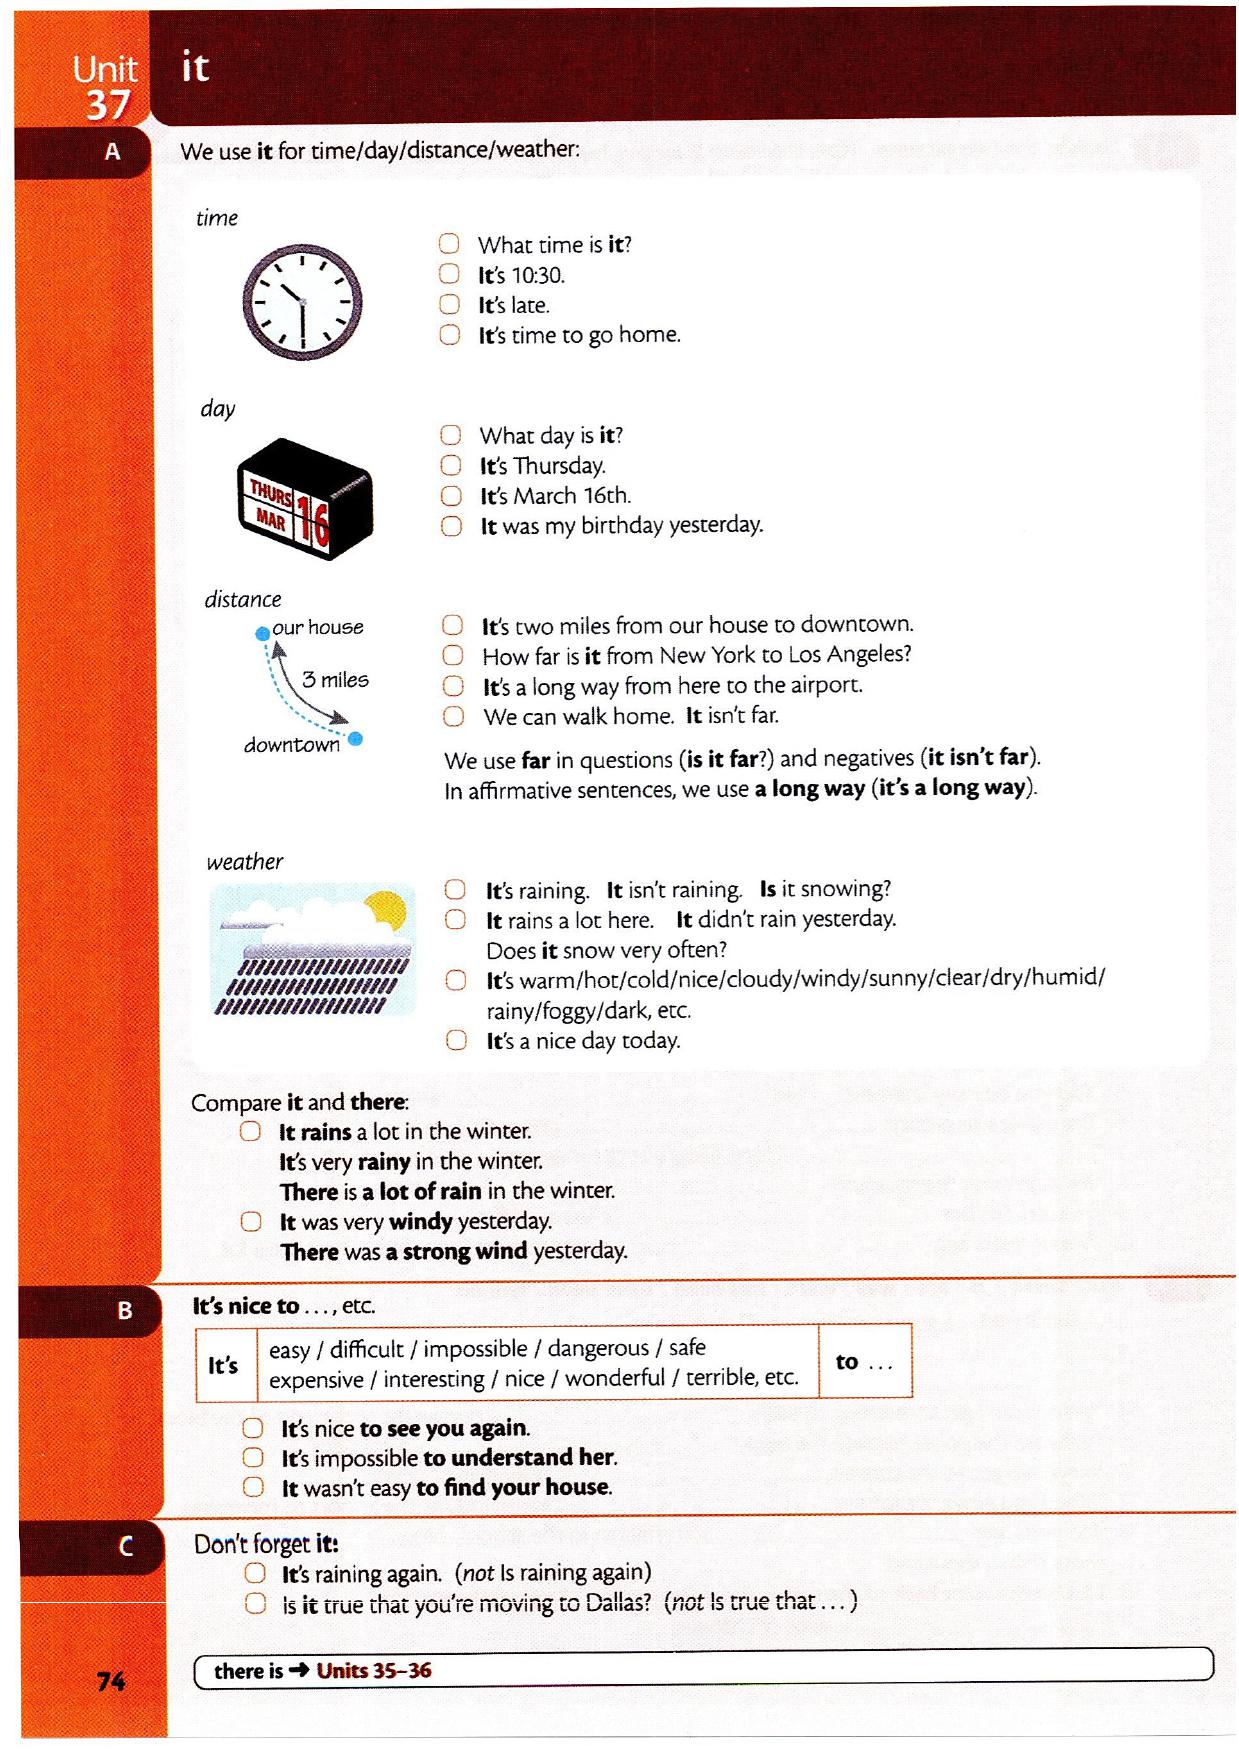 Unit
37
it
A
We use it for time/day/distance/weather:
time
What time is it?
It's 10:30.
It's late.
It's time to go home.
day
THURS
MAR
16
What day is it?
It's Thursday.
It's March 16th.
It was my birthday yesterday.
distance
our house
3 miles
downtown
It's two miles from our house to downtown.
How far is it from New York to Los Angeles?
It's a long way from here to the airport.
We can walk home. It isn't far.
We use far in questions (is it far?) and negatives (it isn't far).
In affirmative sentences, we use a long way (it's a long way).
weather
It's raining. It isn't raining. Is it snowing?
It rains a lot here. It didn't rain yesterday.
Does it snow very often?
It's warm/hot/cold/nice/cloudy/windy/sunny/clear/dry/humid/
rainy/foggy/dark, etc.
It's a nice day today.
Compare it and there:
It rains a lot in the winter.
It's very rainy in the winter.
There is a lot of rain in the winter.
It was very windy yesterday.
There was a strong wind yesterday.
B
It's nice to ..., etc.
It's
easy / difficult / impossible / dangerous / safe
expensive / interesting / nice / wonderful / terrible, etc.
to ...
It's nice to see you again.
It's impossible to understand her.
It wasn't easy to find your house.
C
Don't forget it:
It's raining again. (not Is raining again)
Is it true that you're moving to Dallas? (not Is true that ...)
there is → Units 35–36
74